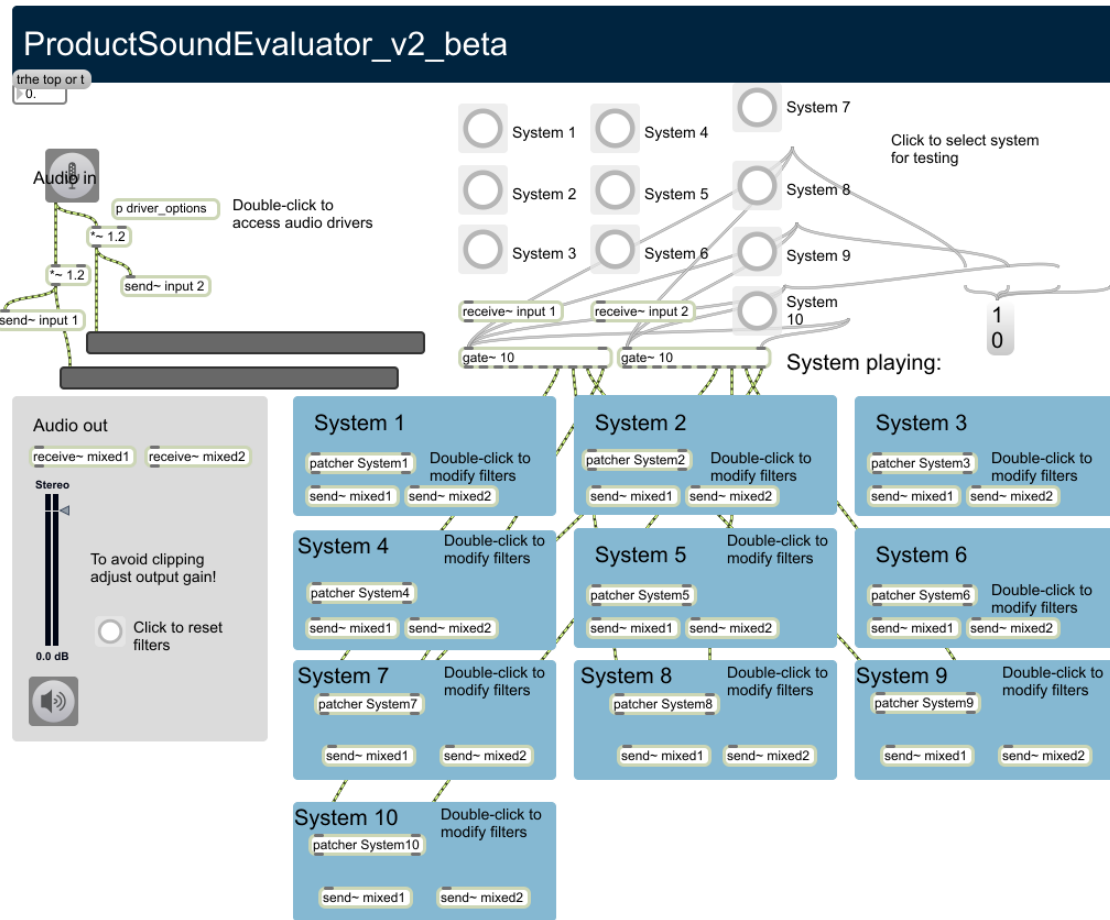 ProductSoundEvaluator_v2_beta
trhe top or t
0.
System 1
System 4
System 7
Click to select system
for testing
Audio in
p driver_options
Double-click to
access audio drivers
System 2
System 5
System 8
*~ 1.2
System 3
System 6
System 9
*~ 1.2
send~ input 2
send~ input 1
receive~ input 1
receive~ input 2
System
10
1
0
gate~ 10
gate~ 10
System playing:
Audio out
receive~ mixed1
receive~ mixed2
Stereo
To avoid clipping
adjust output gain!
Click to reset
filters
0.0 dB
System 1
patcher System1
Double-click to
modify filters
send~ mixed1
send~ mixed2
System 2
patcher System2
Double-click to
modify filters
send~ mixed1
send~ mixed2
System 3
patcher System3
Double-click to
modify filters
send~ mixed1
send~ mixed2
System 4
Double-click to
modify filters
patcher System4
send~ mixed1
send~ mixed2
System 5
Double-click to
modify filters
patcher System5
send~ mixed1
send~ mixed2
System 6
patcher System6
Double-click to
modify filters
send~ mixed1
send~ mixed2
System 7
Double-click to
modify filters
patcher System7
send~ mixed1
send~ mixed2
System 8
Double-click to
modify filters
patcher System8
send~ mixed1
send~ mixed2
System 9
Double-click to
modify filters
patcher System9
send~ mixed1
send~ mixed2
System 10
Double-click to
modify filters
patcher System10
send~ mixed1
send~ mixed2